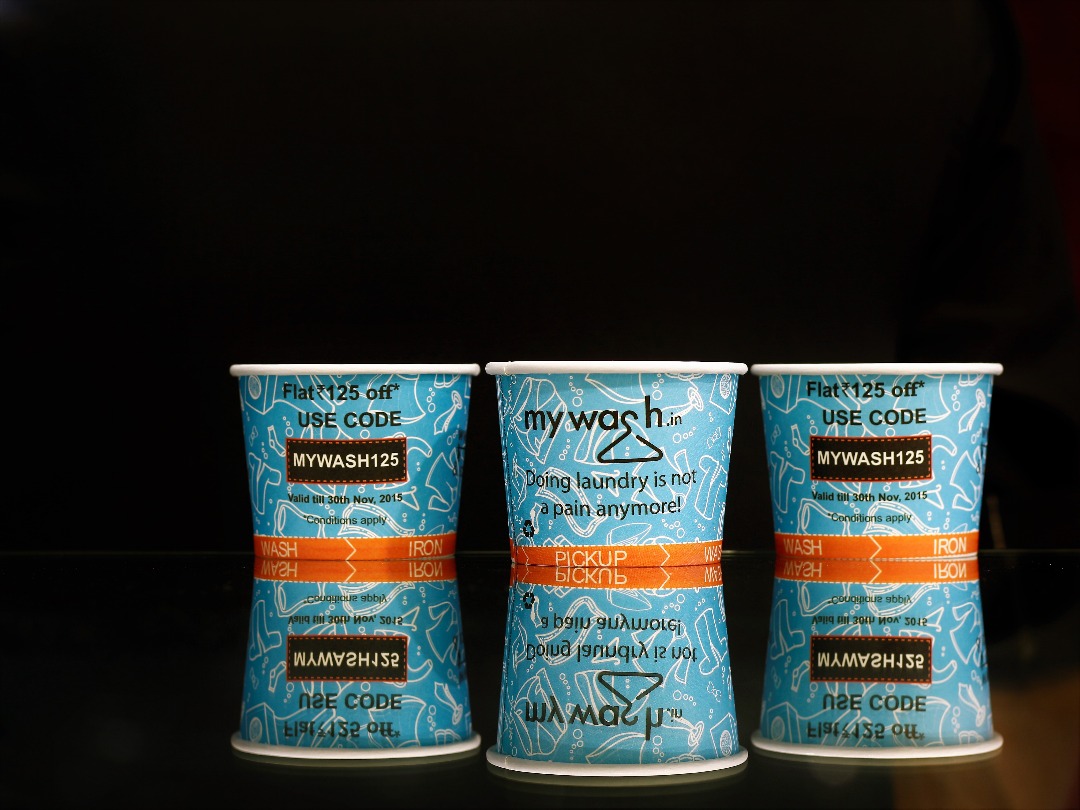 Flat ₹125 off*
USE CODE
MYWASH125
Valid till 30th Nov, 2015
*Conditions apply
WASH IRON
mywash.in
Doing laundry is not
a pain anymore!
PICKUP WAS
Flat ₹125 off*
USE CODE
MYWASH125
Valid till 30th Nov, 2015
*Conditions apply
WASH IRON